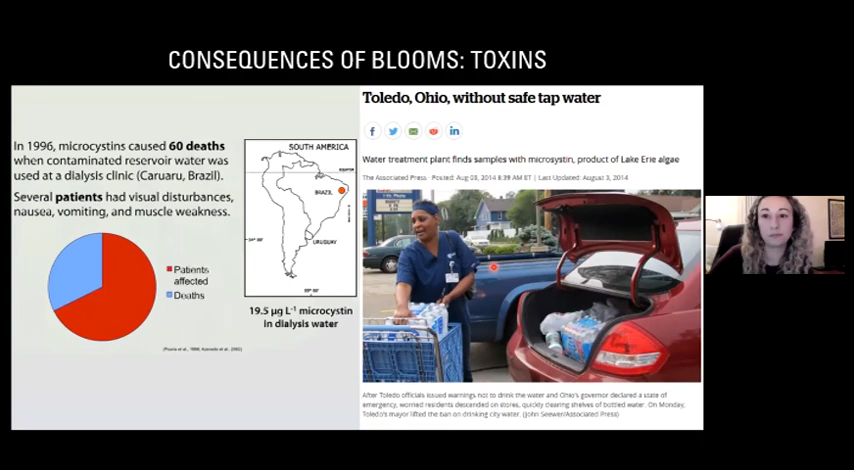 CONSEQUENCES OF BLOOMS: TOXINS
In 1996, microcystins caused 60 deaths
when contaminated reservoir water was
used at a dialysis clinic (Caruaru, Brazil).
Several patients had visual disturbances,
nausea, vomiting, and muscle weakness.
Patients
affected
Deaths
SOUTH AMERICA
EQUATOR
BRAZIL
URUGUAY
19.5 µg L⁻¹ microcystin
in dialysis water
Toledo, Ohio, without safe tap water
Water treatment plant finds samples with microsystin, product of Lake Erie algae
The Associated Press · Posted: Aug 03, 2014 8:39 AM ET | Last Updated: August 3, 2014
After Toledo officials issued warnings not to drink the water and Ohio's governor declared a state of
emergency, worried residents descended on stores, quickly clearing shelves of bottled water. On Monday,
Toledo's mayor lifted the ban on drinking city water. (John Seewer/Associated Press)